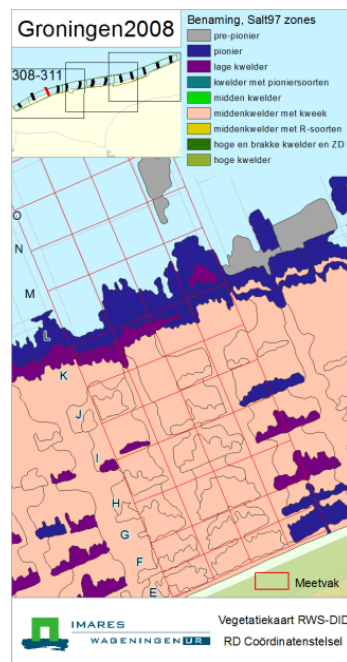 Groningen2008
308-311
Benaming, Salt97 zones
pre-pionier
pionier
lage kwelder
kwelder met pioniersoorten
midden kwelder
middenkwelder met kweek
middenkwelder met R-soorten
hoge en brakke kwelder en ZD
hoge kwelder
O
N
M
L
K
J
I
H
G
F
E
Meetvak
IMARES
WAGENINGEN UR
Vegetatiekaart RWS-DID
RD Coördinatenstelsel